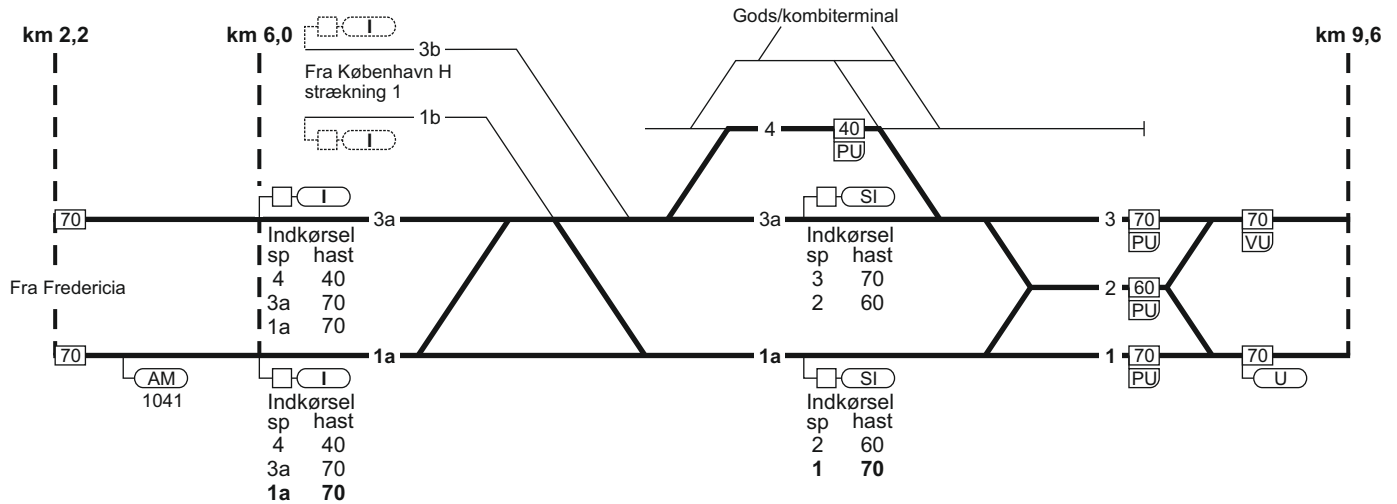 Gods/kombiterminal
km 2,2
km 6,0
km 9,6
I
3b
Fra København H
strækning 1
1b
I
4
40
PU
I
SI
70
3a
3a
3
70
70
PU
VU
Indkørsel
sp hast
4 40
3a 70
1a 70
Indkørsel
sp hast
3 70
2 60
Fra Fredericia
2
60
PU
70
1a
1a
1
70
70
PU
U
AM
1041
I
SI
Indkørsel
sp hast
4 40
3a 70
1a 70
Indkørsel
sp hast
2 60
1 70